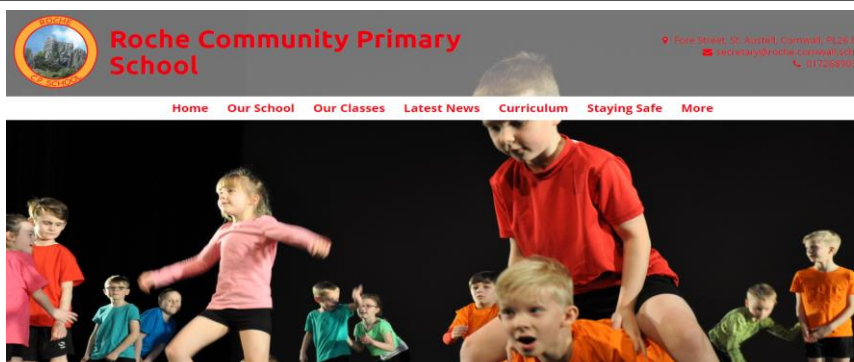 ROCHE
C.P. SCHOOL
Roche Community Primary
School
Fore Street, St. Austell, Cornwall, PL26
secretary@roche.cornwall.sch
01726890
Home Our School Our Classes Latest News Curriculum Staying Safe More